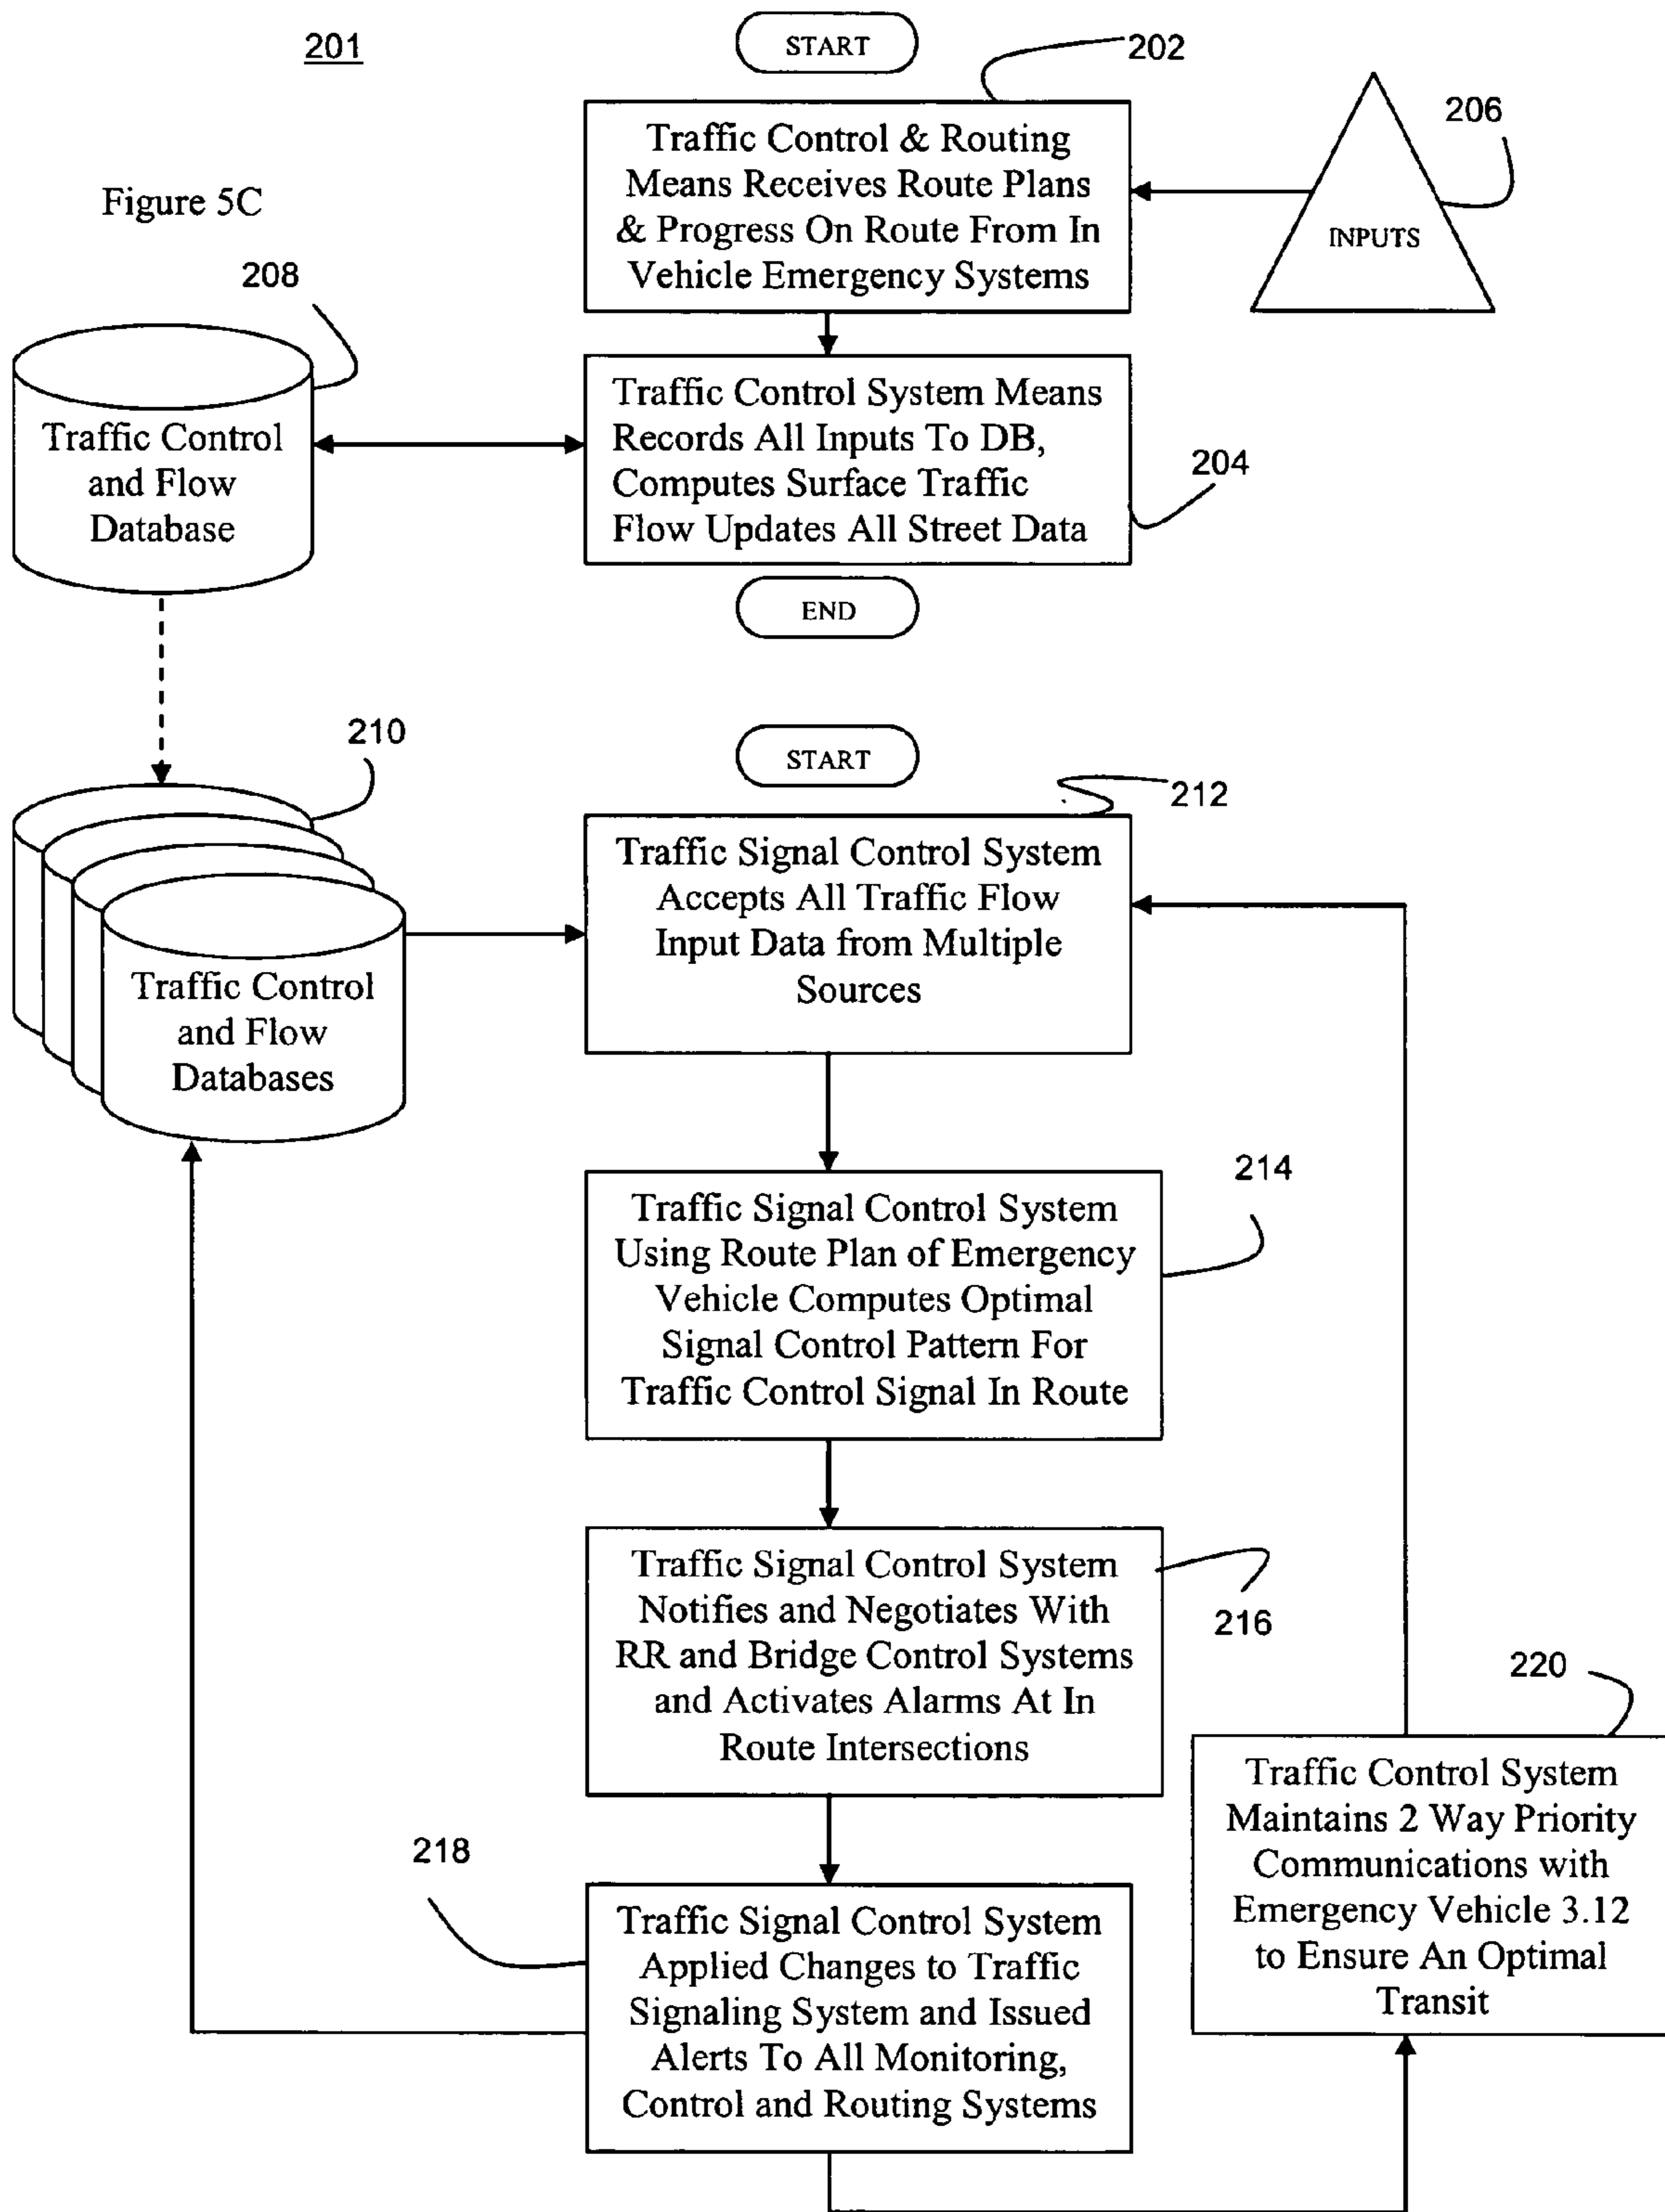 201
START
202
Traffic Control & Routing
Means Receives Route Plans
& Progress On Route From In
Vehicle Emergency Systems
206
INPUTS
Figure 5C
208
Traffic Control
and Flow
Database
Traffic Control System Means
Records All Inputs To DB,
Computes Surface Traffic
Flow Updates All Street Data
204
END
210
START
212
Traffic Control
and Flow
Databases
Traffic Signal Control System
Accepts All Traffic Flow
Input Data from Multiple
Sources
214
Traffic Signal Control System
Using Route Plan of Emergency
Vehicle Computes Optimal
Signal Control Pattern For
Traffic Control Signal In Route
Traffic Signal Control System
Notifies and Negotiates With
RR and Bridge Control Systems
and Activates Alarms At In
Route Intersections
216
220
Traffic Control System
Maintains 2 Way Priority
Communications with
Emergency Vehicle 3.12
to Ensure An Optimal
Transit
218
Traffic Signal Control System
Applied Changes to Traffic
Signaling System and Issued
Alerts To All Monitoring,
Control and Routing Systems